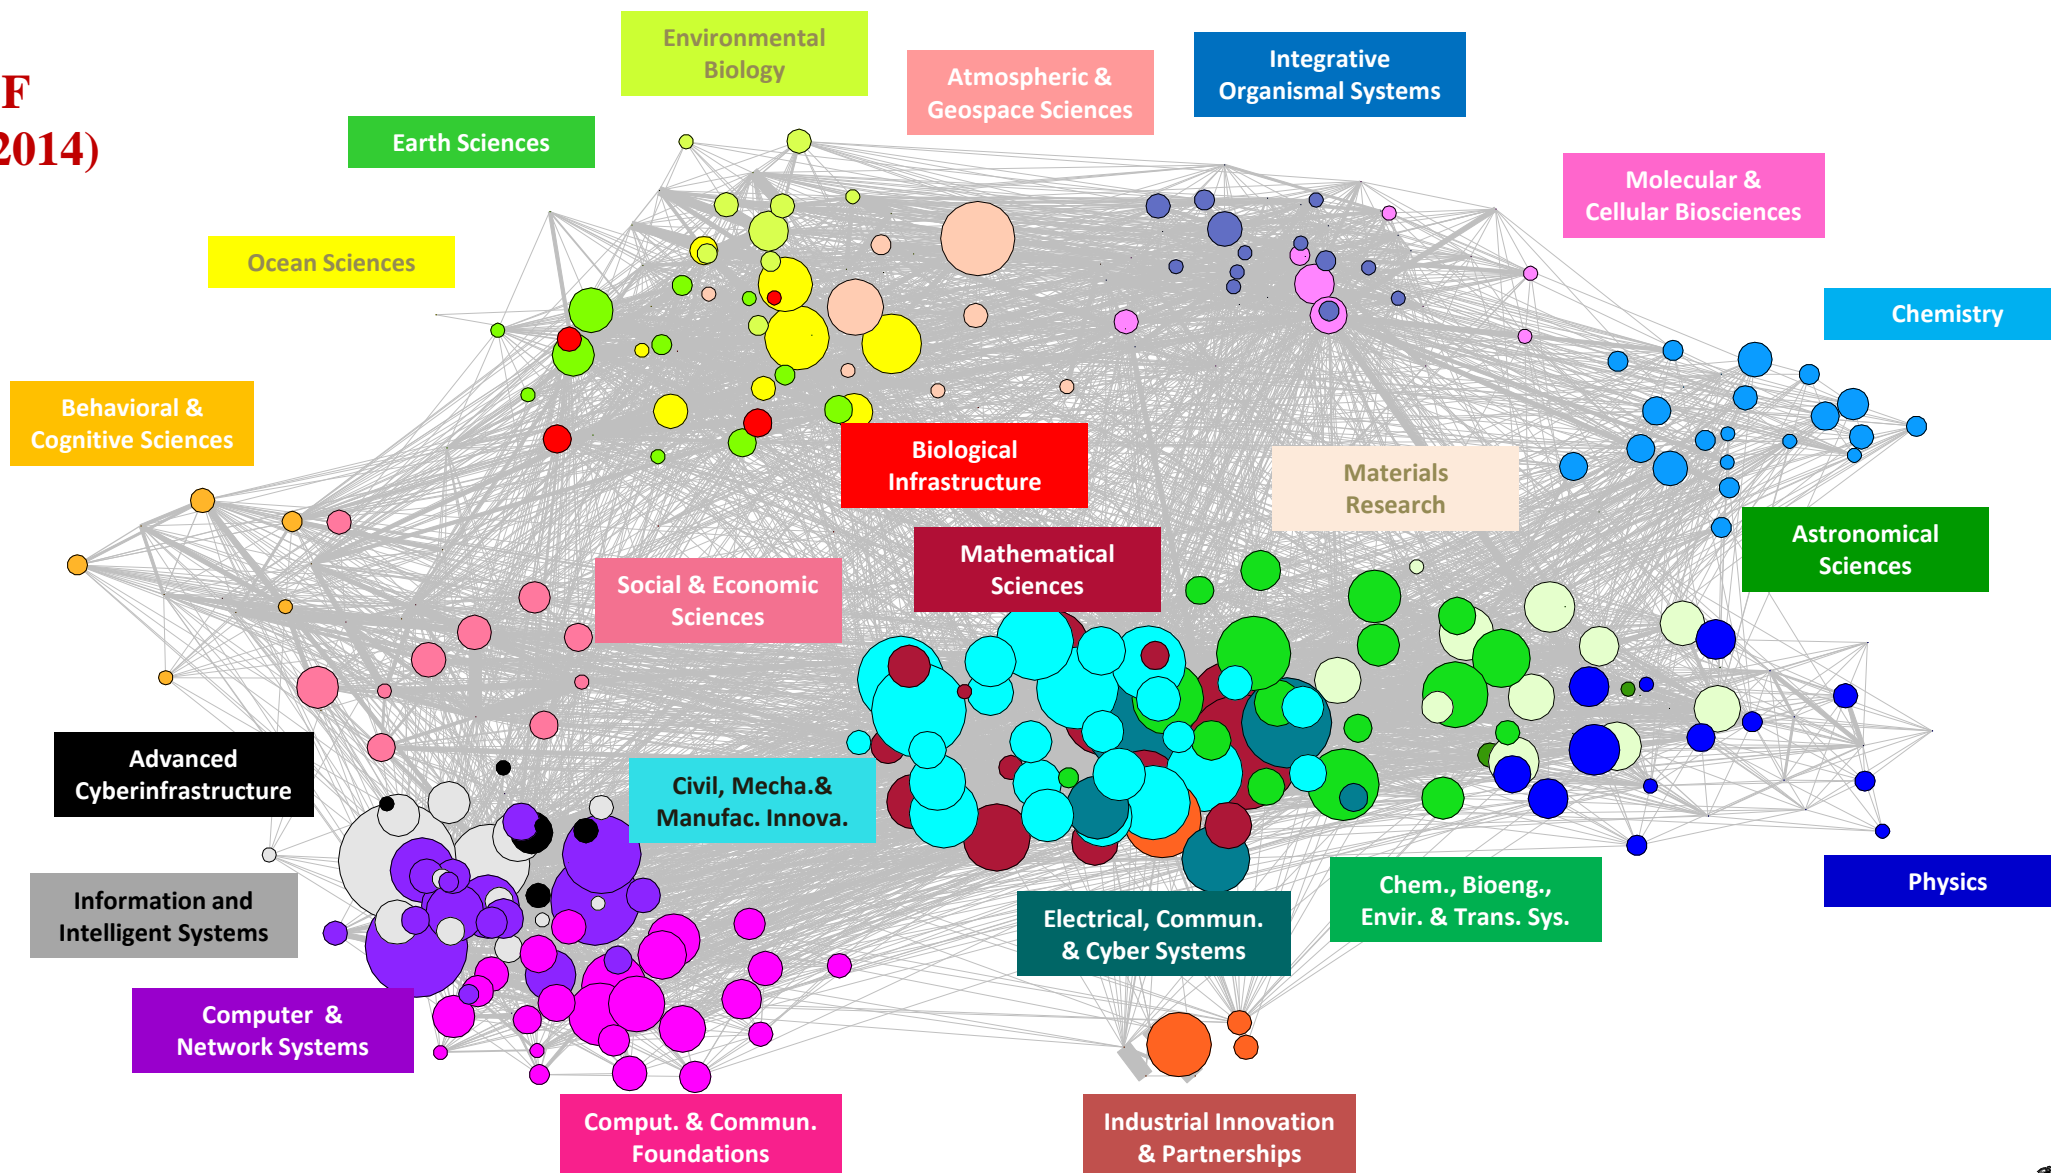 F
2014)
Environmental
Biology
Atmospheric &
Geospace Sciences
Integrative
Organismal Systems
Earth Sciences
Molecular &
Cellular Biosciences
Ocean Sciences
Chemistry
Behavioral &
Cognitive Sciences
Biological
Infrastructure
Materials
Research
Astronomical
Sciences
Mathematical
Sciences
Social & Economic
Sciences
Advanced
Cyberinfrastructure
Civil, Mecha.&
Manufac. Innova.
Information and
Intelligent Systems
Electrical, Commun.
& Cyber Systems
Chem., Bioeng.,
Envir. & Trans. Sys.
Physics
Computer &
Network Systems
Comput. & Commun.
Foundations
Industrial Innovation
& Partnerships